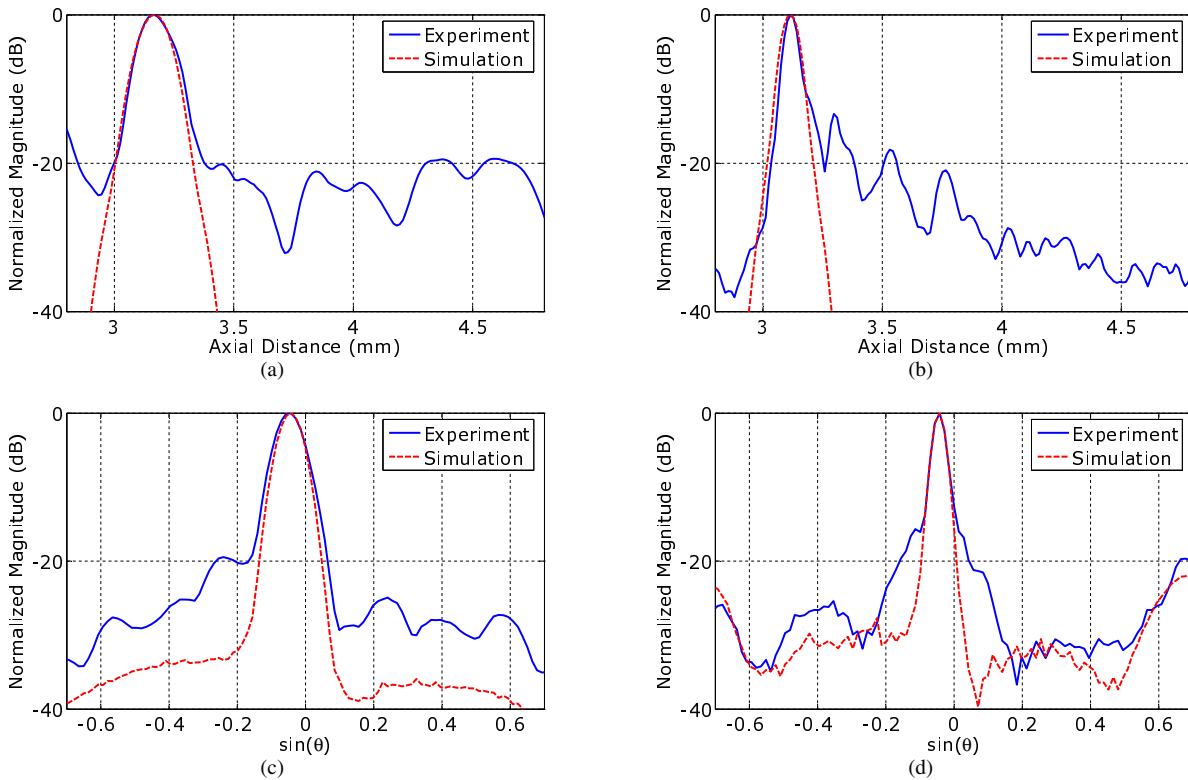 0
-20
-40
Normalized Magnitude (dB)
Experiment
Simulation
3
3.5
4
4.5
Axial Distance (mm)
(a)
0
-20
-40
Normalized Magnitude (dB)
Experiment
Simulation
3
3.5
4
4.5
Axial Distance (mm)
(b)
0
-20
-40
Normalized Magnitude (dB)
Experiment
Simulation
-0.6
-0.4
-0.2
0
0.2
0.4
0.6
sin(θ)
(c)
0
-20
-40
Normalized Magnitude (dB)
Experiment
Simulation
-0.6
-0.4
-0.2
0
0.2
0.4
0.6
sin(θ)
(d)